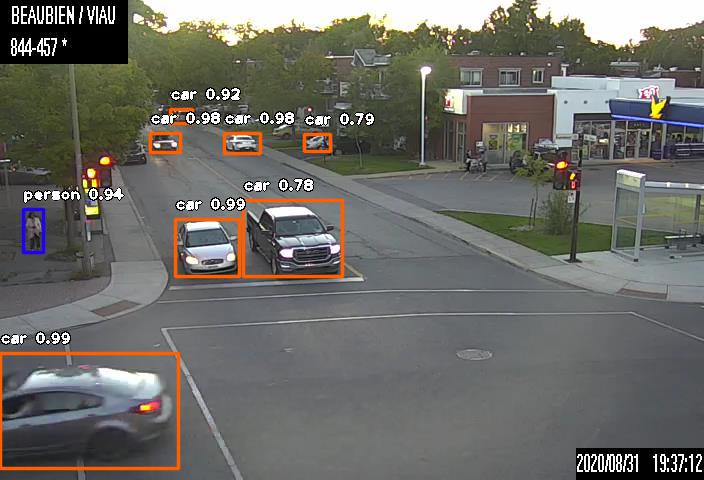 BEAUBIEN / VIAU
844-457 *
car 0.92
car 0.98
car 0.98
car 0.79
person 0.94
car 0.78
car 0.99
car 0.99
2020/08/31 19:37:12